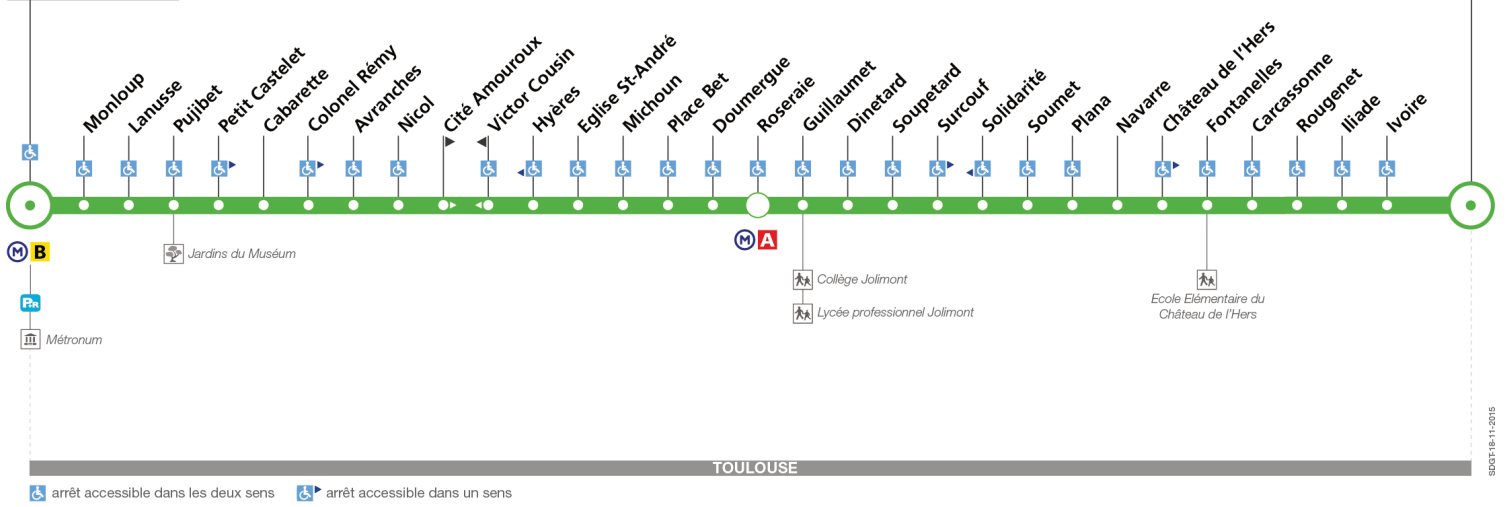 Monloup
Lanusse
Pujibet
Petit Castelet
Cabarette
Colonel Rémy
Avranches
Nicol
Cité Amouroux
Victor Cousin
Hyères
Eglise St-André
Michoun
Place Bet
Doumergue
Roseraie
Guillaumet
Dinetard
Soupetard
Surcouf
Solidarité
Soumet
Plana
Navarre
Château de l'Hers
Fontanelles
Carcassonne
Rougenet
Iliade
Ivoire
M B
M A
Jardins du Muséum
Collège Jolimont
Lycée professionnel Jolimont
Ecole Elémentaire du
Château de l'Hers
P+R
Métronum
TOULOUSE
arrêt accessible dans les deux sens
arrêt accessible dans un sens
SDGT-18-11-2015